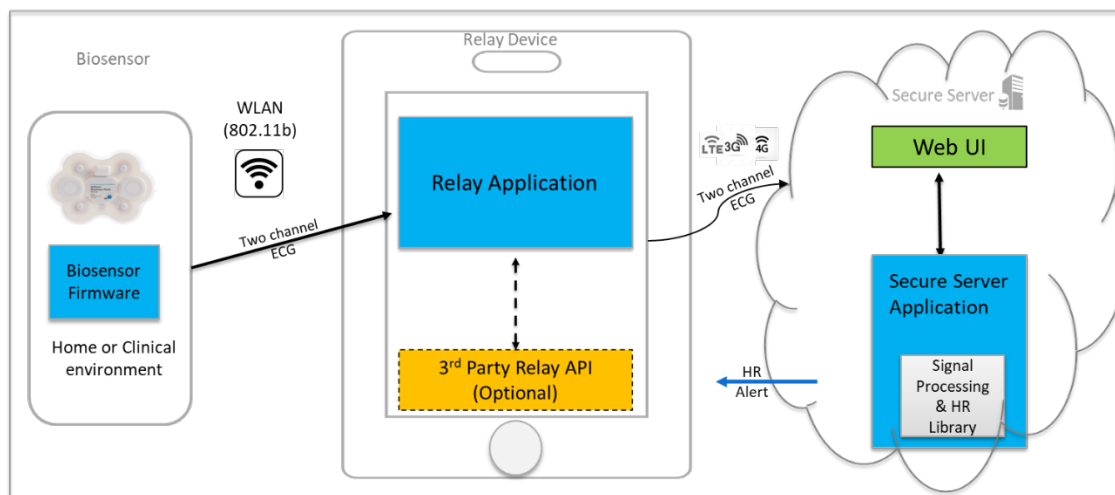 Biosensor
Biosensor
Firmware
Home or Clinical
environment
WLAN
(802.11b)
Two channel
ECG
Relay Device
Relay Application
3rd Party Relay API
(Optional)
LTE 3G 4G
Two channel
ECG
HR
Alert
Secure Server
Web UI
Secure Server
Application
Signal
Processing
& HR
Library